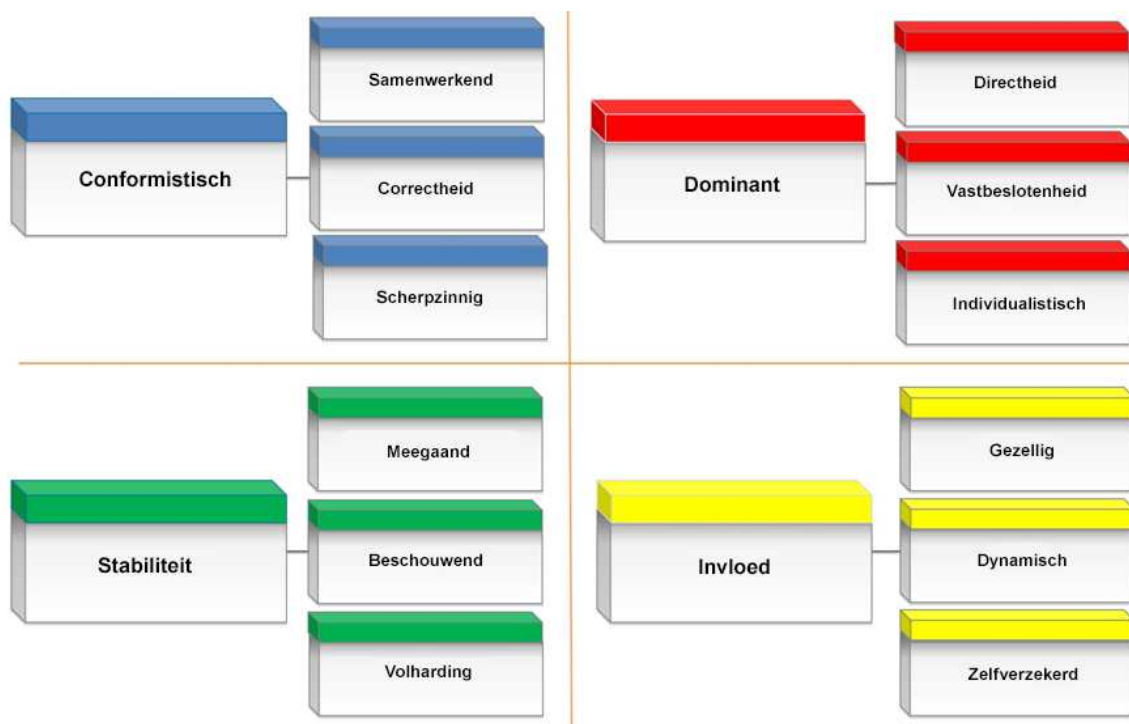 Conformistisch
Samenwerkend
Correctheid
Scherpzinnig
Dominant
Directheid
Vastbeslotenheid
Individualistisch
Stabiliteit
Meegaand
Beschouwend
Volharding
Invloed
Gezellig
Dynamisch
Zelfverzekerd